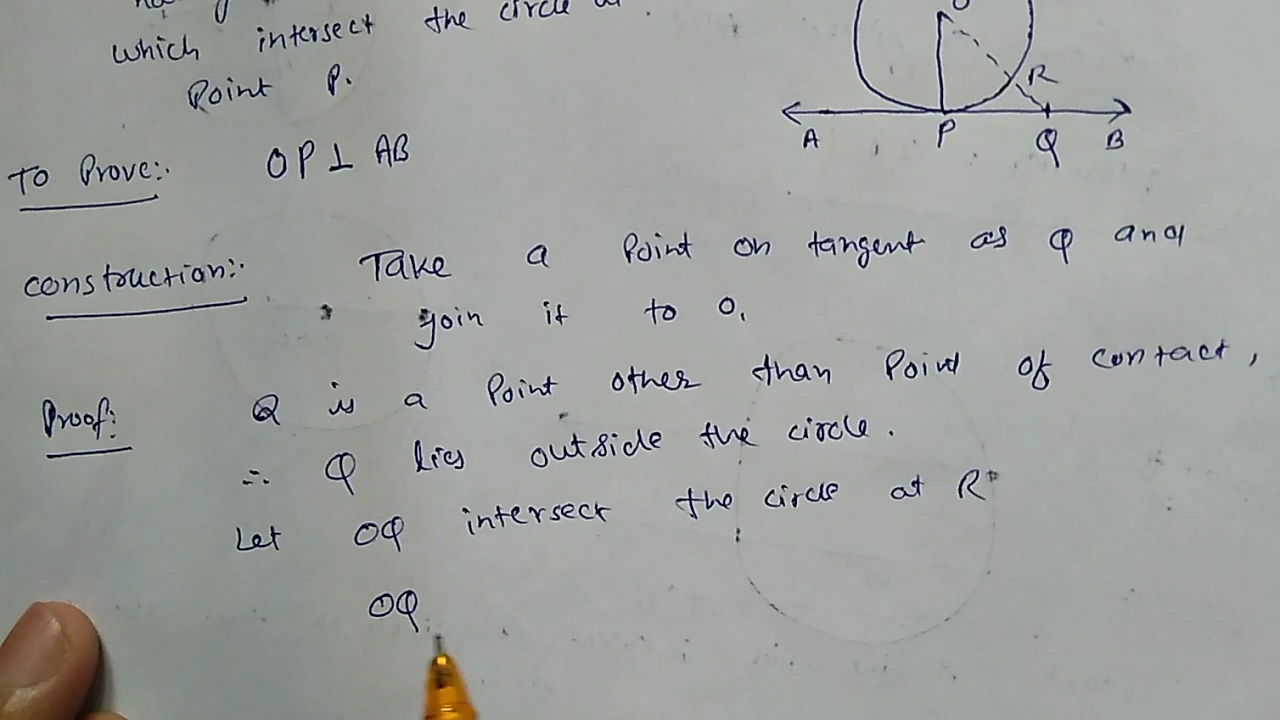 which intersect the circle at
Point P.
O
R
A P Q B
To Prove:. OP⊥ AB
construction:. Take a Point on tangent as Q and
join it to O.
Proof: Q is a Point other than Point of contact,
∴ Q lies outside the circle.
Let OQ intersect the circle at R
OQ